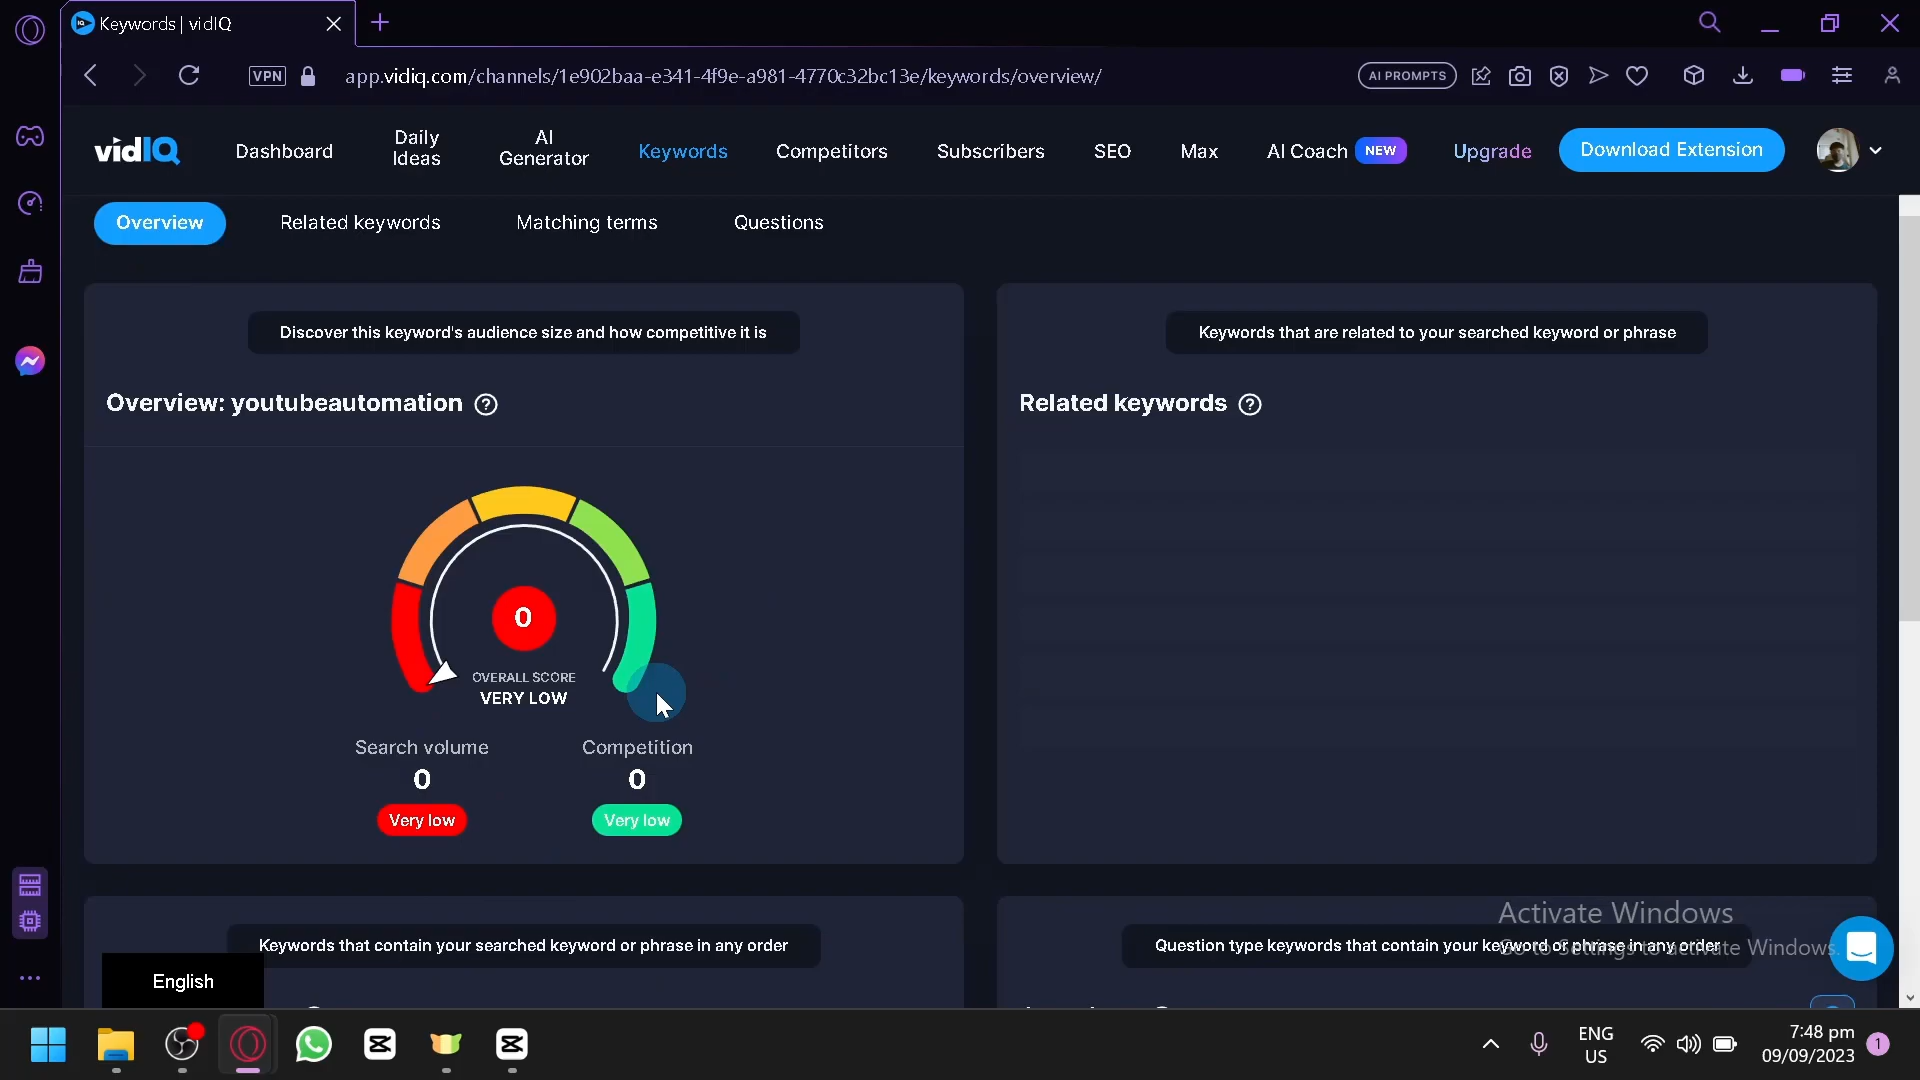 Keywords | vidIQ
VPN
app.vidiq.com/channels/1e902baa-e341-4f9e-a981-4770c32bc13e/keywords/overview/
AI PROMPTS
vidIQ
Dashboard
Daily
Ideas
AI
Generator
Keywords
Competitors
Subscribers
SEO
Max
AI Coach NEW
Upgrade
Download Extension
Overview
Related keywords
Matching terms
Questions
Discover this keyword's audience size and how competitive it is
Overview: youtubeautomation ?
0
OVERALL SCORE
VERY LOW
Search volume
0
Very low
Competition
0
Very low
Keywords that are related to your searched keyword or phrase
Related keywords ?
Keywords that contain your searched keyword or phrase in any order
Question type keywords that contain your keyword or phrase in any order
Activate Windows
Go to Settings to activate Windows.
English
ENG
US
7:48 pm
09/09/2023
1